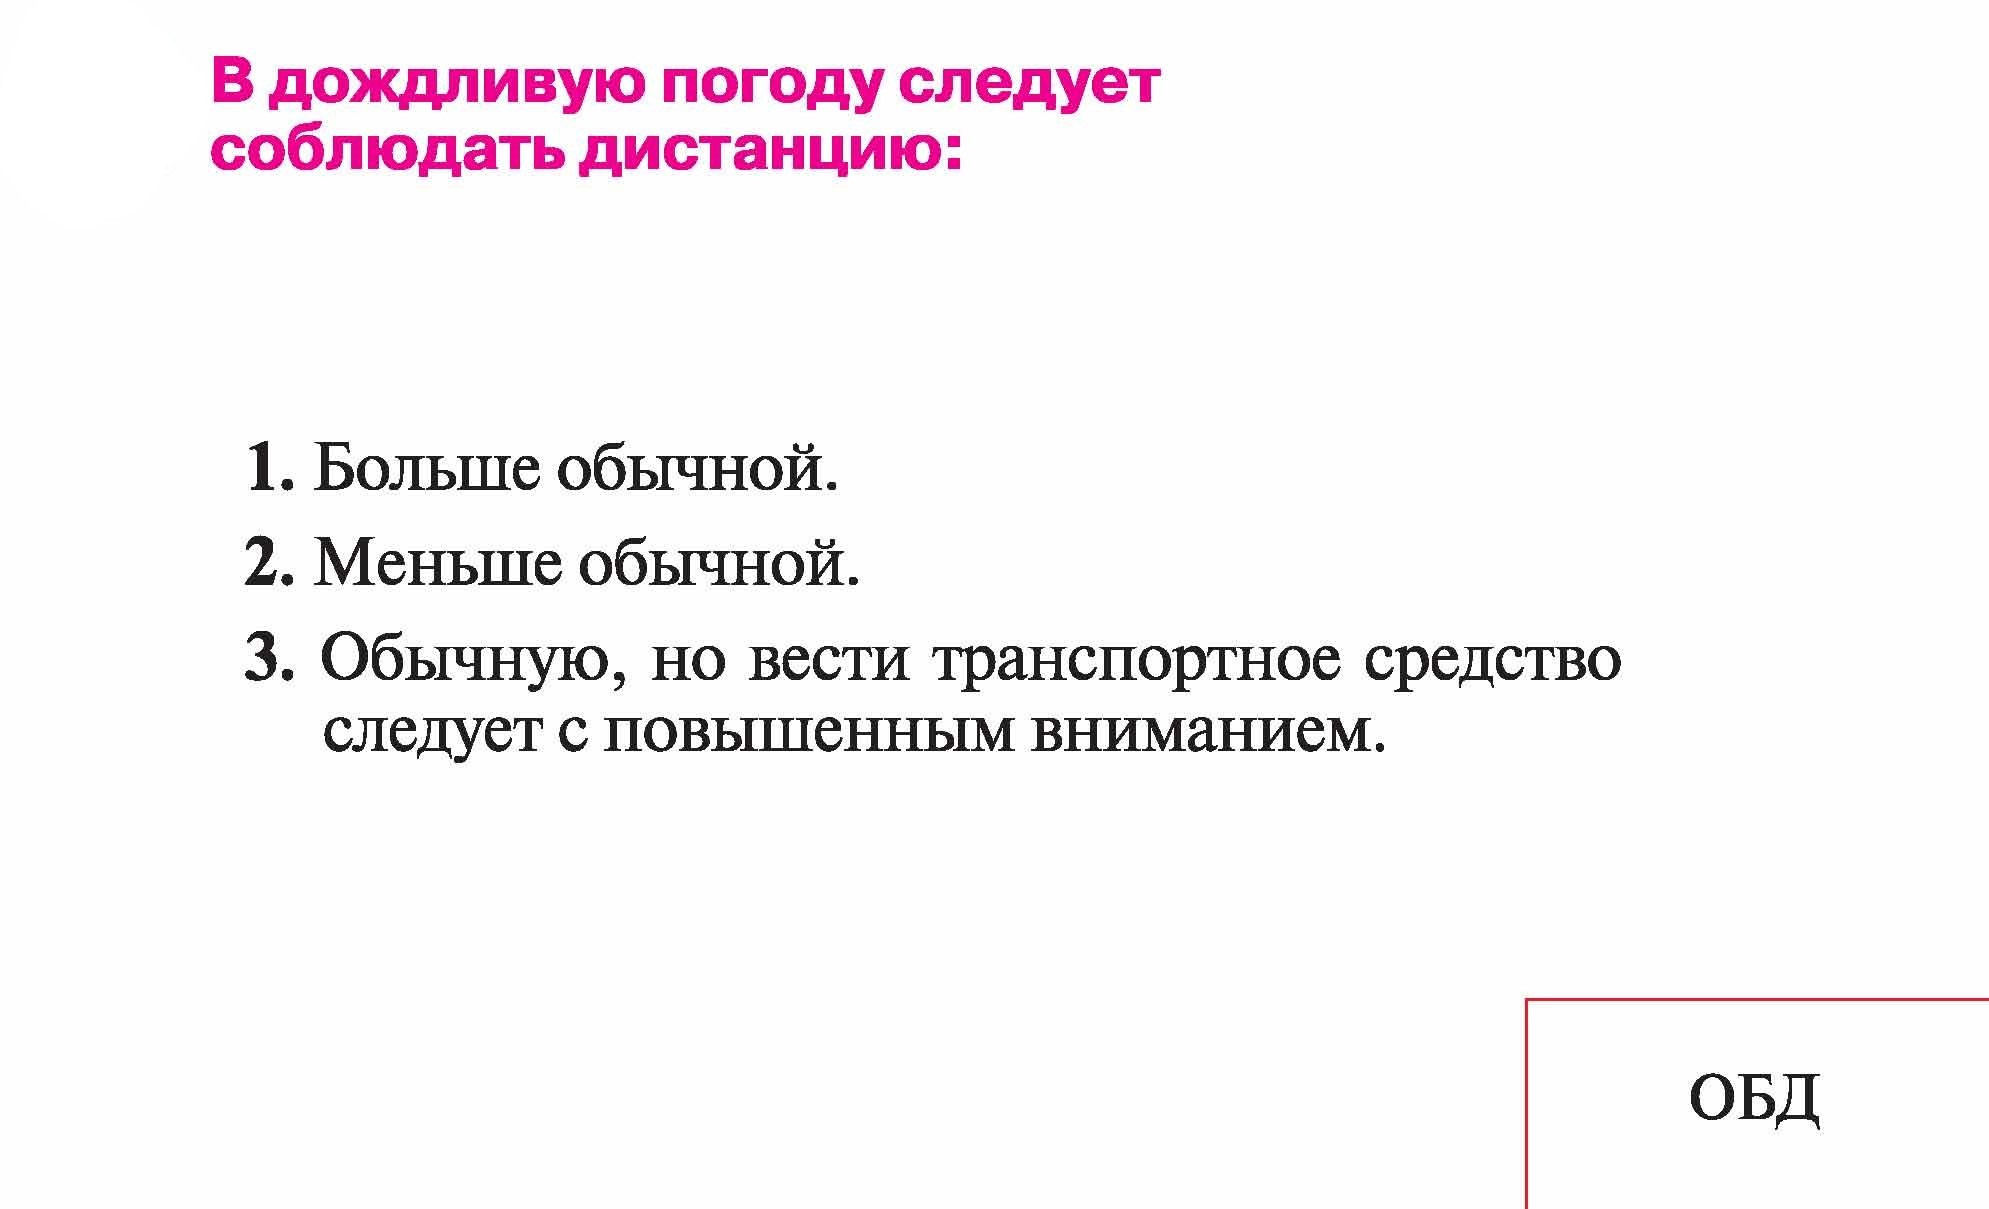 В дождливую погоду следует
соблюдать дистанцию:
1. Больше обычной.
2. Меньше обычной.
3. Обычную, но вести транспортное средство
следует с повышенным вниманием.
ОБД